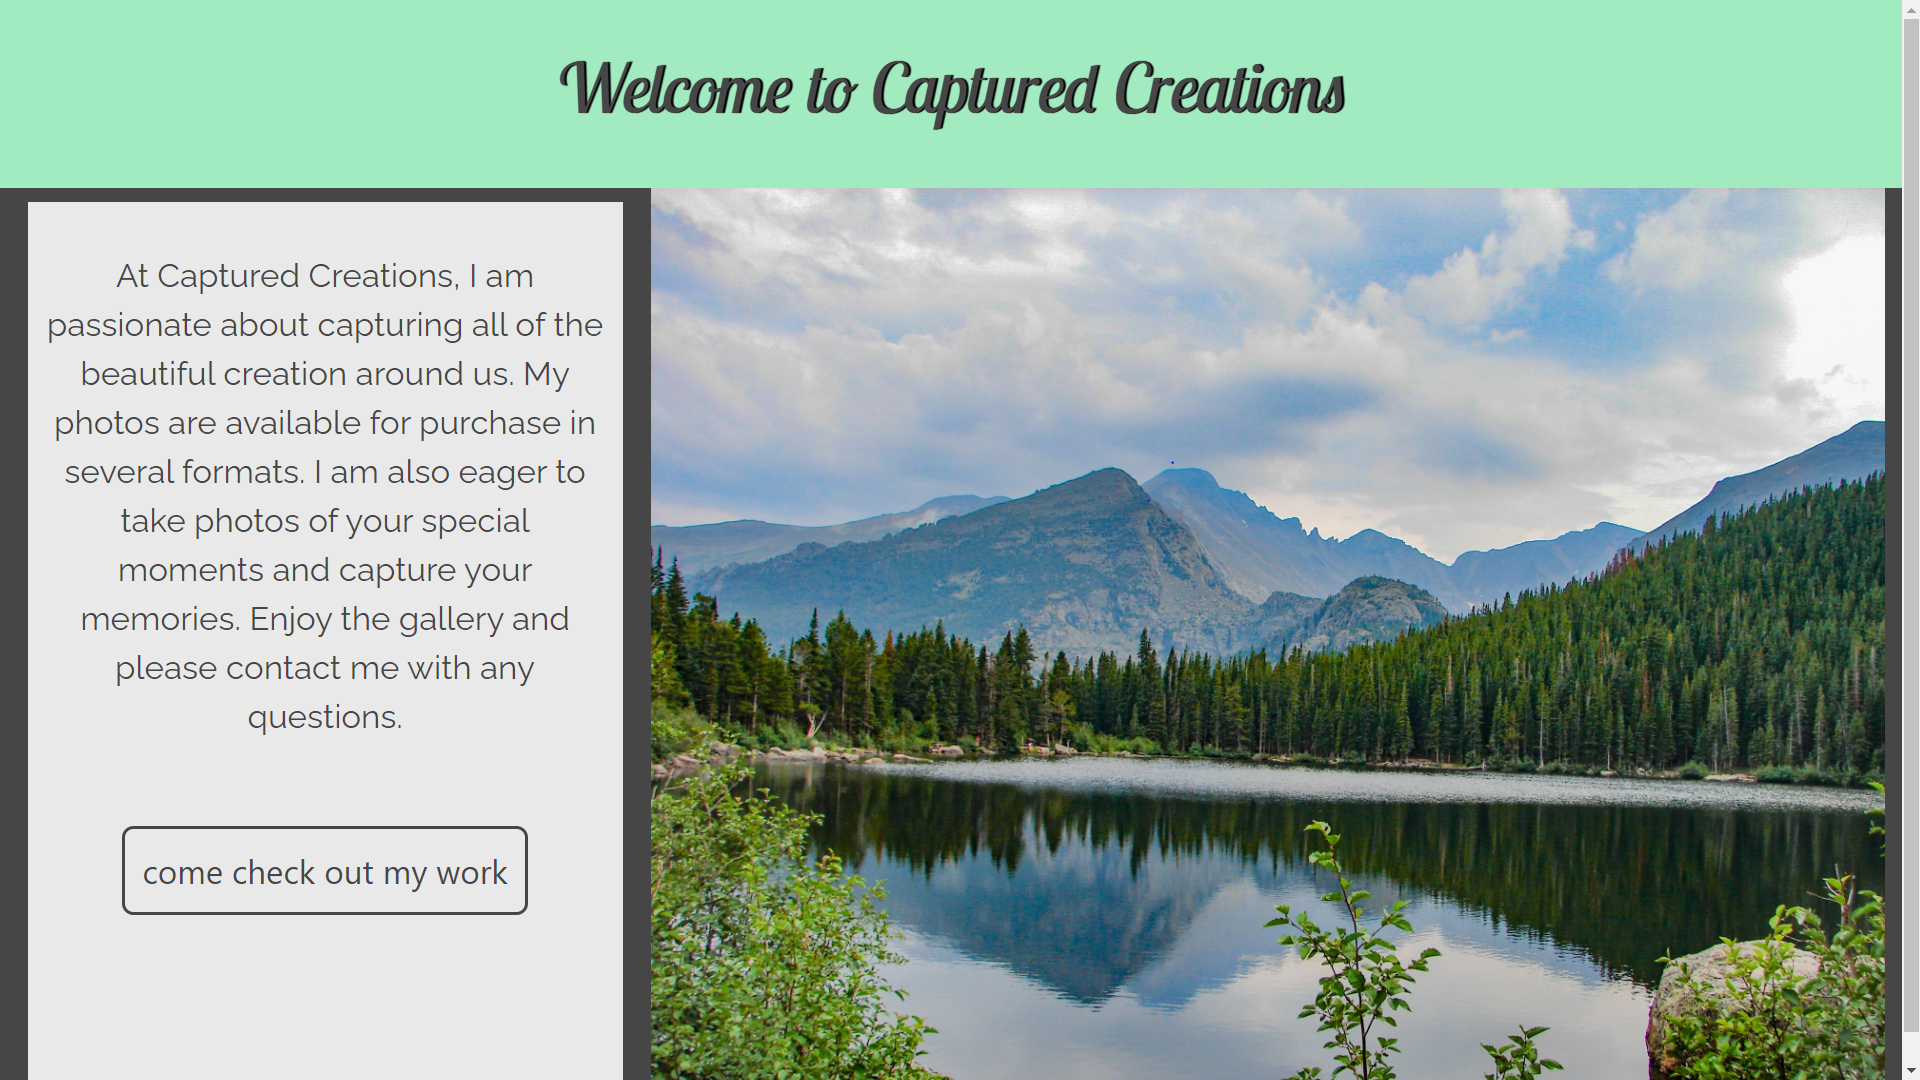 Welcome to Captured Creations
At Captured Creations, I am
passionate about capturing all of the
beautiful creation around us. My
photos are available for purchase in
several formats. I am also eager to
take photos of your special
moments and capture your
memories. Enjoy the gallery and
please contact me with any
questions.
come check out my work